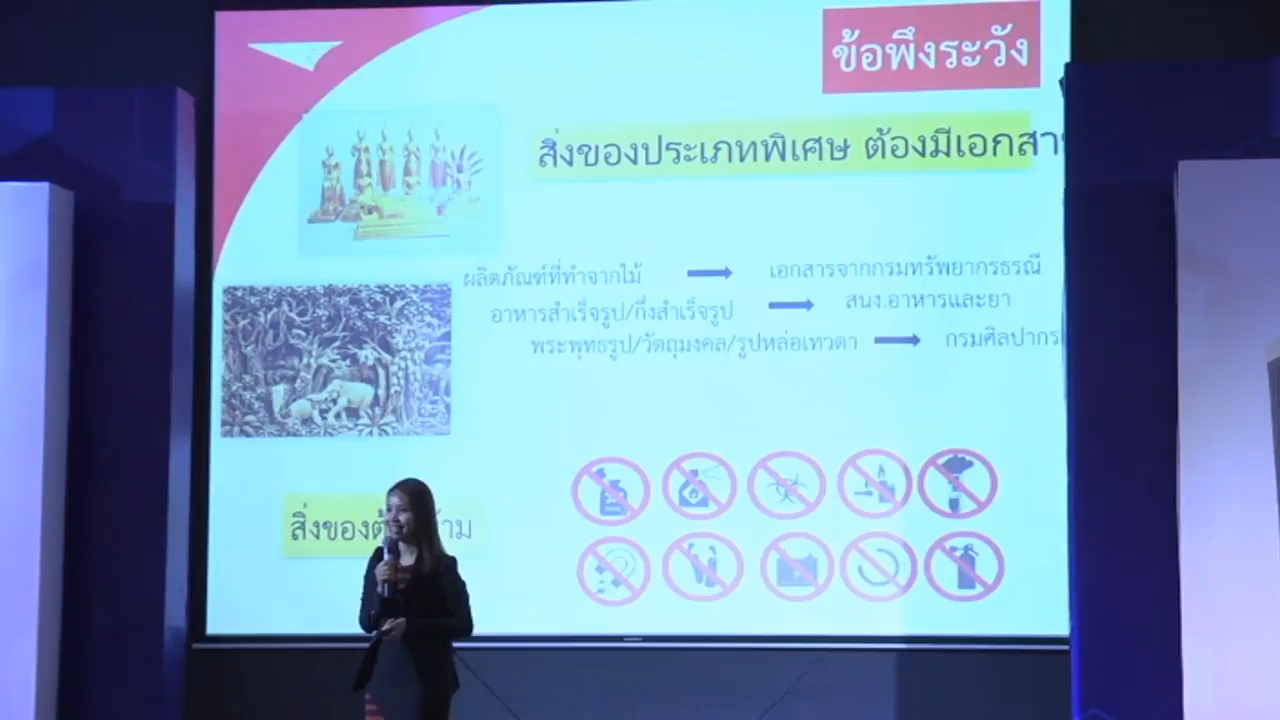 ข้อพึงระวัง
สิ่งของประเภทพิเศษ ต้องมีเอกสา
ผลิตภัณฑ์ที่ทำจากไม้ เอกสารจากกรมทรัพยากรธรณี
อาหารสำเร็จรูป/กึ่งสำเร็จรูป สนง.อาหารและยา
พระพุทธรูป/วัตถุมงคล/รูปหล่อเทวดา กรมศิลปาก
สิ่งของ